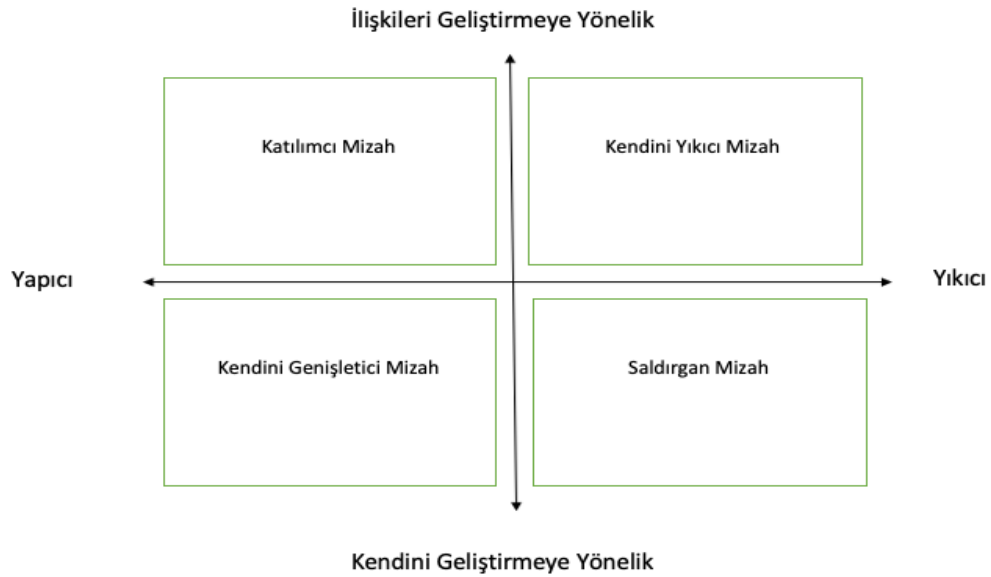 İlişkileri Geliştirmeye Yönelik
Katılımcı Mizah
Kendini Yıkıcı Mizah
Yapıcı
Yıkıcı
Kendini Genişletici Mizah
Saldırgan Mizah
Kendini Geliştirmeye Yönelik